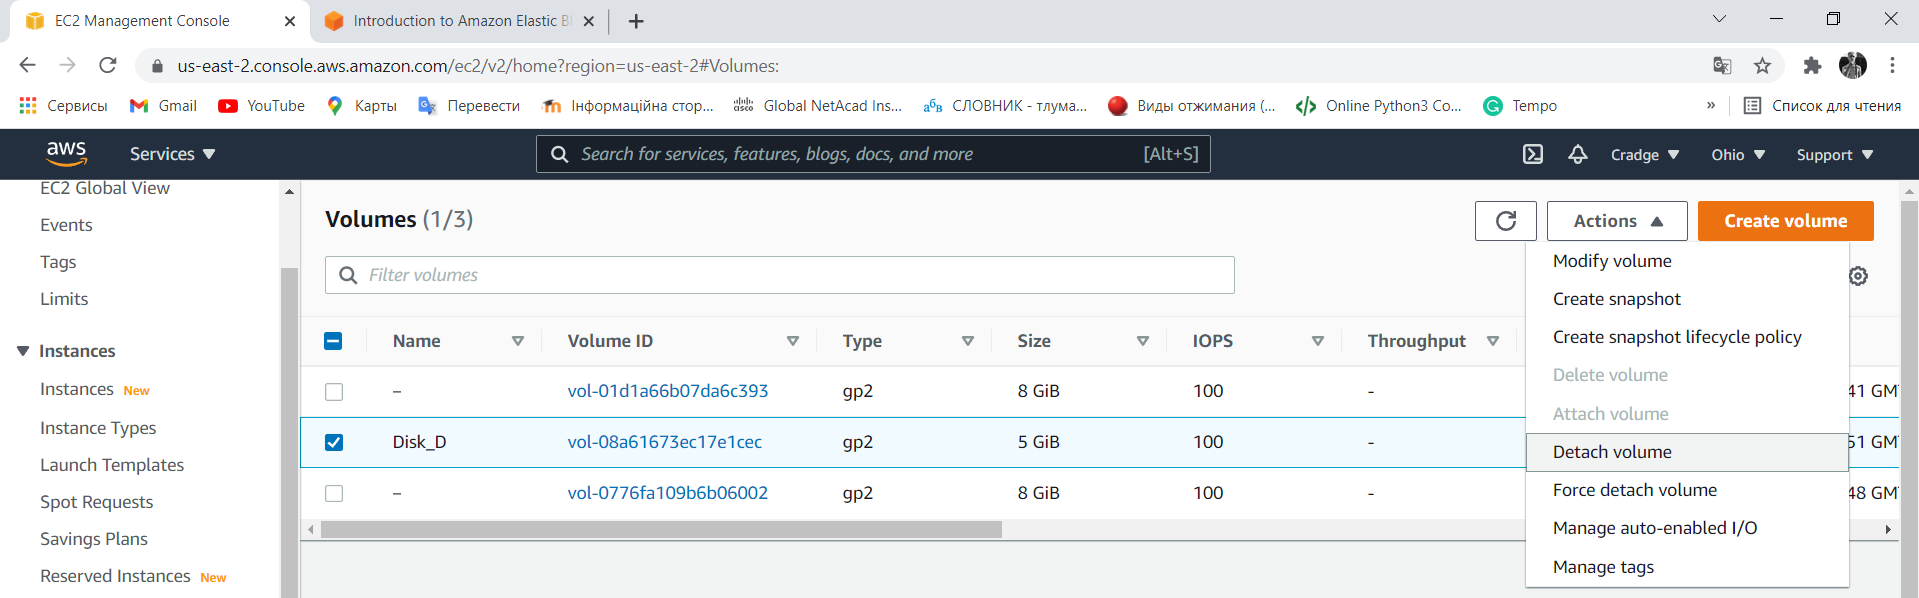 EC2 Management Console
Introduction to Amazon Elastic B
us-east-2.console.aws.amazon.com/ec2/v2/home?region=us-east-2#Volumes:
Сервисы Gmail YouTube Карты Перевести Інформаційна стор... Global NetAcad Ins... СЛОВНИК - тлума... Виды отжимания (... Online Python3 Co... Tempo » Список для чтения
aws Services Search for services, features, blogs, docs, and more [Alt+S] Cradge Ohio Support
EC2 Global View
Events
Tags
Limits
Instances
Instances New
Instance Types
Launch Templates
Spot Requests
Savings Plans
Reserved Instances New
Volumes (1/3)
Actions
Create volume
Filter volumes
Name Volume ID Type Size IOPS Throughput
– vol-01d1a66b07da6c393 gp2 8 GiB 100 - 41 GM
Disk_D vol-08a61673ec17e1cec gp2 5 GiB 100 - 51 GM
– vol-0776fa109b6b06002 gp2 8 GiB 100 - 48 GM
Modify volume
Create snapshot
Create snapshot lifecycle policy
Delete volume
Attach volume
Detach volume
Force detach volume
Manage auto-enabled I/O
Manage tags